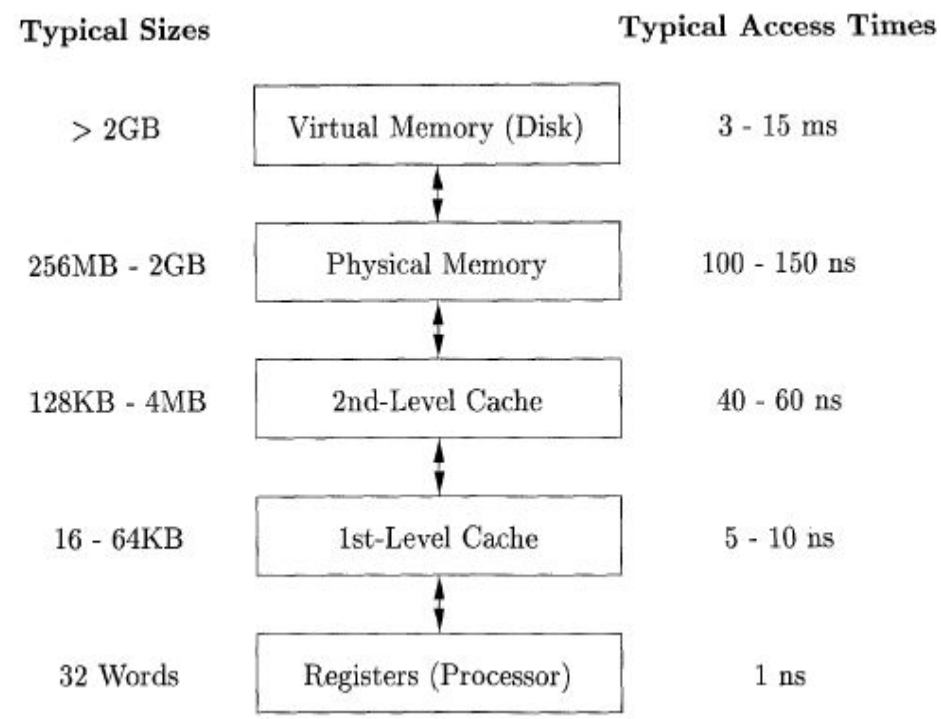 Typical Sizes Typical Access Times
> 2GB Virtual Memory (Disk) 3 - 15 ms
256MB - 2GB Physical Memory 100 - 150 ns
128KB - 4MB 2nd-Level Cache 40 - 60 ns
16 - 64KB 1st-Level Cache 5 - 10 ns
32 Words Registers (Processor) 1 ns